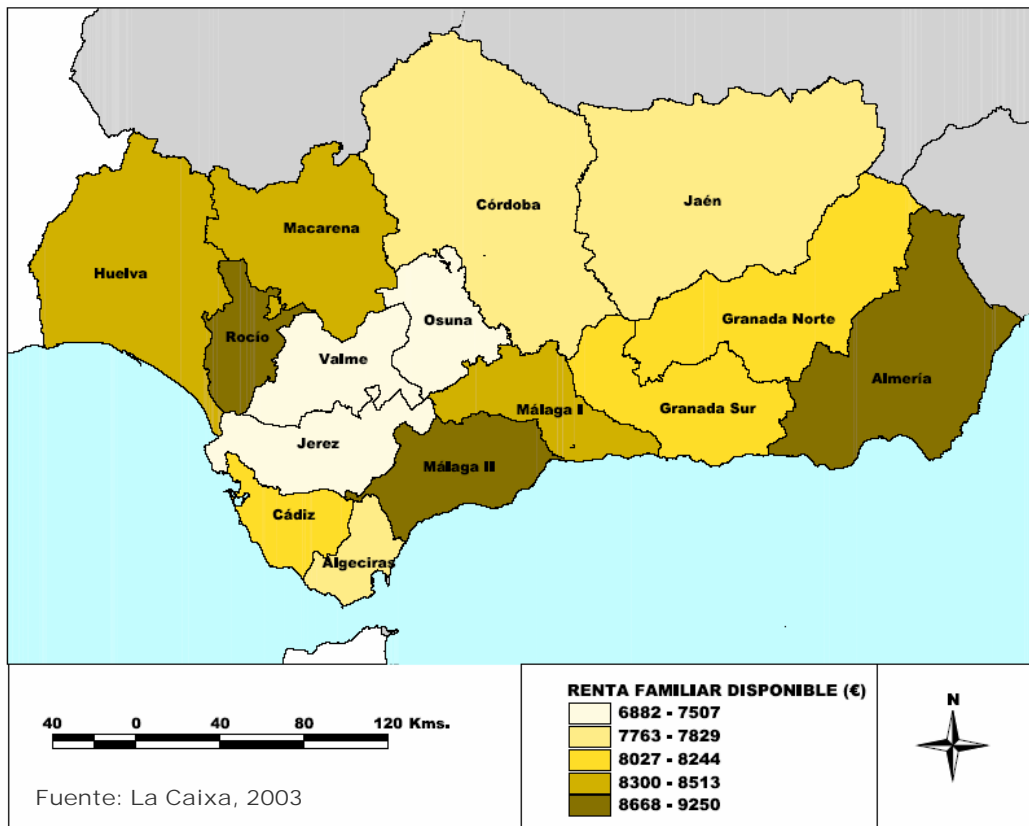 Córdoba
Jaén
Macarena
Huelva
Osuna
Granada Norte
Rocío
Valme
Almería
Málaga I
Granada Sur
Jerez
Málaga II
Cádiz
Algeciras
RENTA FAMILIAR DISPONIBLE (€)
6882 - 7507
7763 - 7829
8027 - 8244
8300 - 8513
8668 - 9250
N
40 0 40 80 120 Kms.
Fuente: La Caixa, 2003